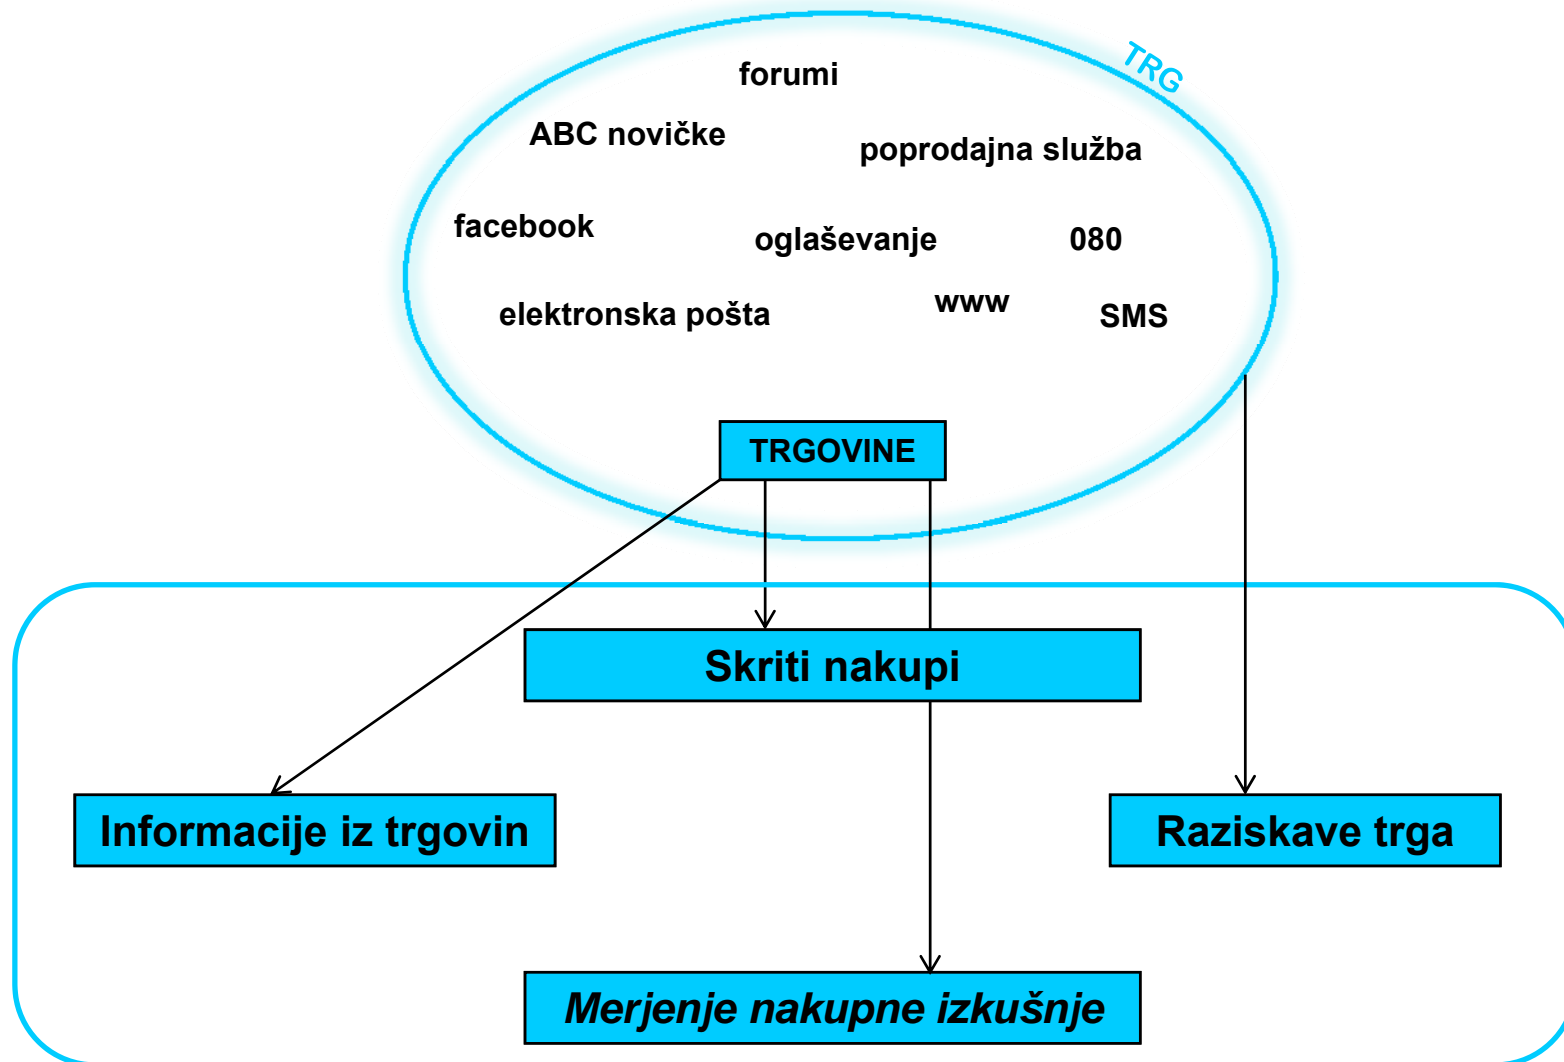 TRG
forumi
ABC novičke
poprodajna služba
facebook
oglaševanje
080
elektronska pošta
www
SMS
TRGOVINE
Skriti nakupi
Informacije iz trgovin
Raziskave trga
Merjenje nakupne izkušnje